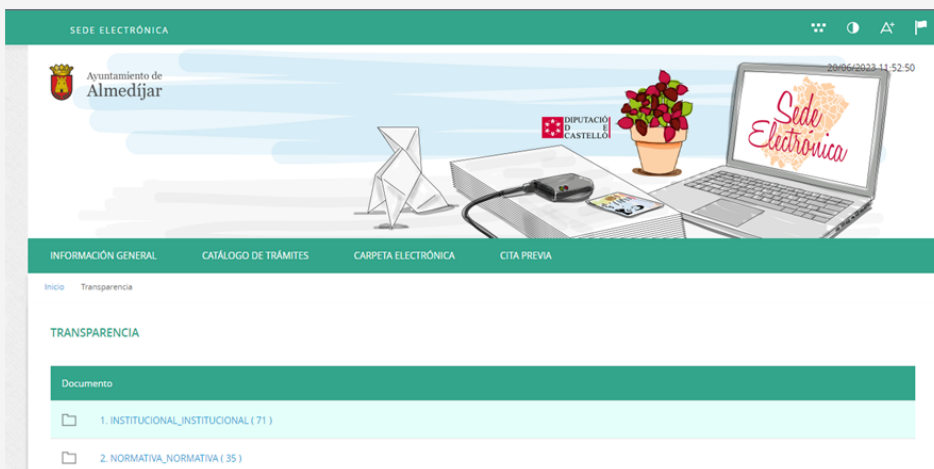 SEDE ELECTRÓNICA
A+
20/06/2023 11:52:50
Ayuntamiento de
Almedíjar
DIPUTACIÓ
D E
CASTELLÓ
Sede
Electrónica
INFORMACIÓN GENERAL CATÁLOGO DE TRÁMITES CARPETA ELECTRÓNICA CITA PREVIA
Inicio Transparencia
TRANSPARENCIA
Documento
1. INSTITUCIONAL_INSTITUCIONAL ( 71 )
2. NORMATIVA_NORMATIVA ( 35 )